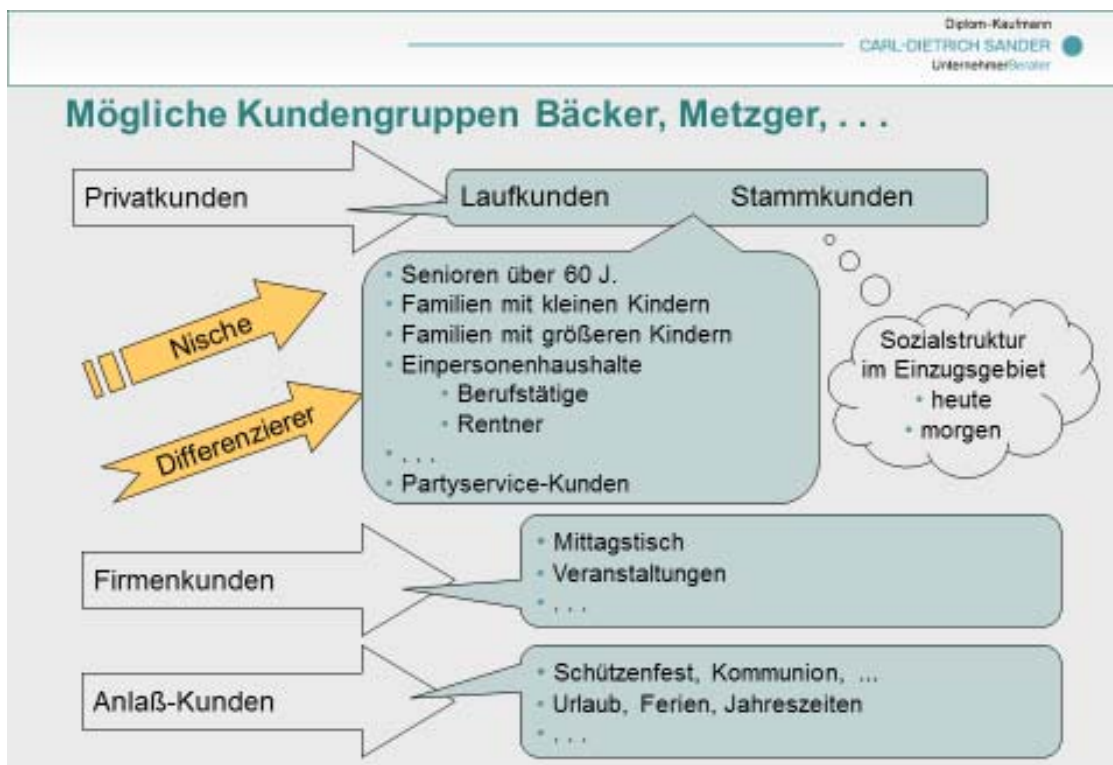 Diplom-Kaufmann
CARL-DIETRICH SANDER
UnternehmerBerater
Mögliche Kundengruppen Bäcker, Metzger, . . .
Privatkunden
Laufkunden Stammkunden
• Senioren über 60 J.
• Familien mit kleinen Kindern
• Familien mit größeren Kindern
• Einpersonenhaushalte
• Berufstätige
• Rentner
• . . .
• Partyservice-Kunden
Nische
Differenzierer
Sozialstruktur
im Einzugsgebiet
• heute
• morgen
Firmenkunden
• Mittagstisch
• Veranstaltungen
• . . .
Anlaß-Kunden
• Schützenfest, Kommunion, ...
• Urlaub, Ferien, Jahreszeiten
• . . .